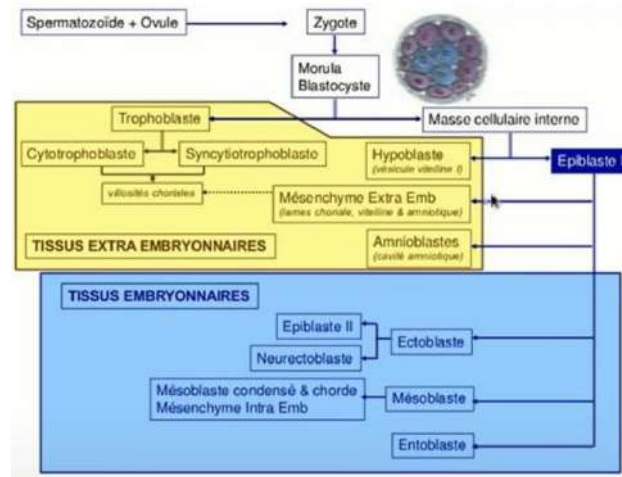 Spermatozoïde + Ovule
Zygote
Morula
Blastocyste
Trophoblaste
Masse cellulaire interne
Cytotrophoblaste
Syncytiotrophoblaste
Hypoblaste
(vésicule vitelline I)
Epiblaste I
villosités choriales
Mésenchyme Extra Emb
(lames choriale, vitelline & amniotique)
TISSUS EXTRA EMBRYONNAIRES
Amnioblastes
(cavité amniotique)
TISSUS EMBRYONNAIRES
Epiblaste II
Ectoblaste
Neurectoblaste
Mésoblaste condensé & chorde
Mésenchyme Intra Emb
Mésoblaste
Entoblaste